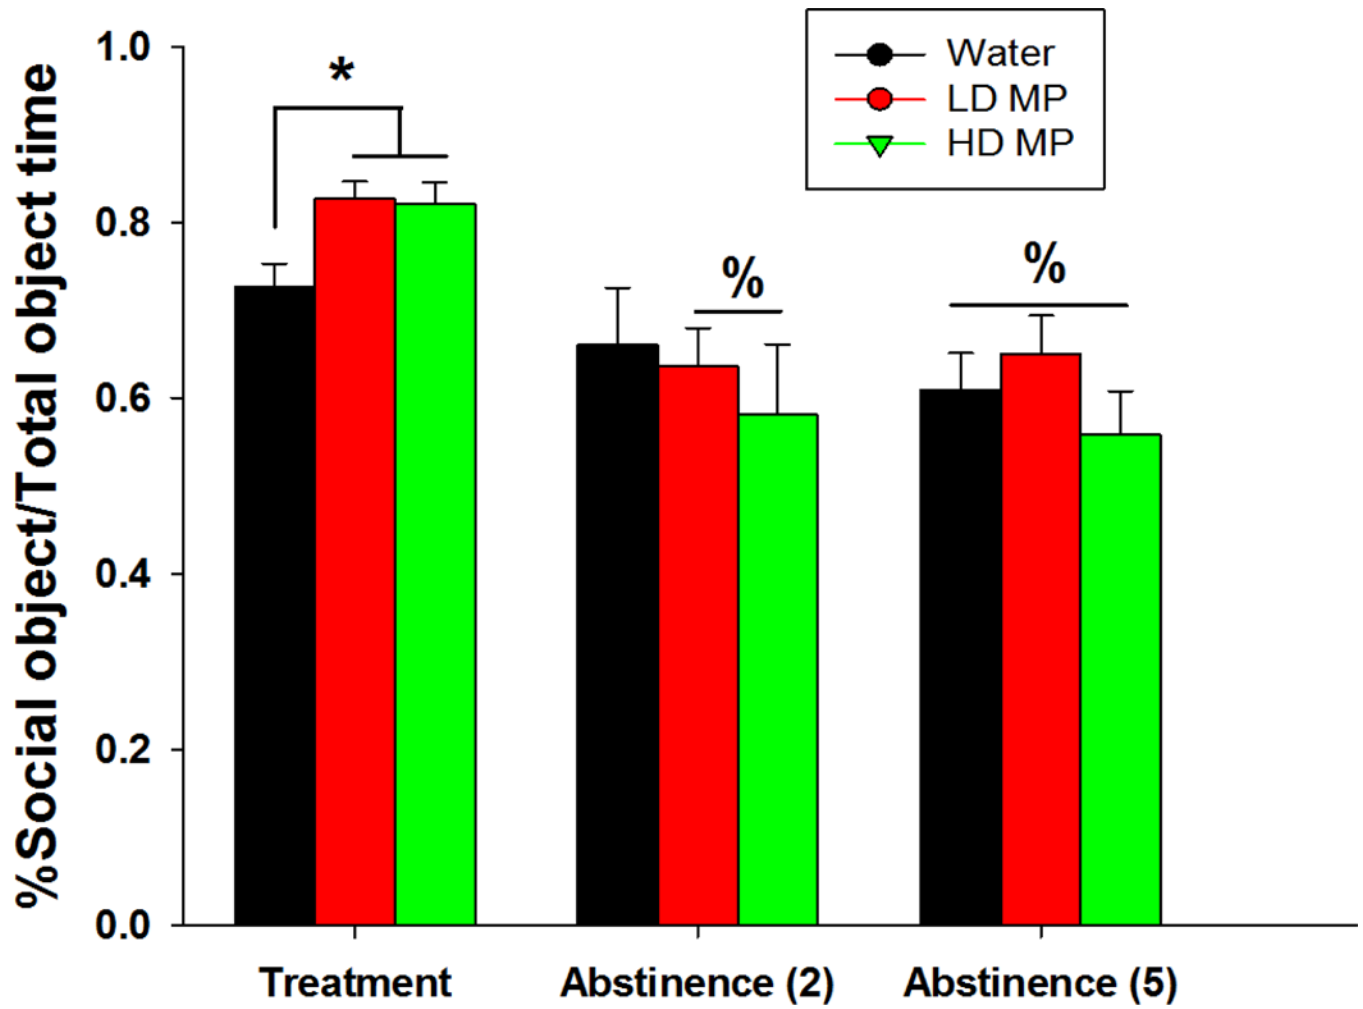 %Social object/Total object time
1.0
0.8
0.6
0.4
0.2
0.0
*
%
%
Water
LD MP
HD MP
Treatment
Abstinence (2)
Abstinence (5)